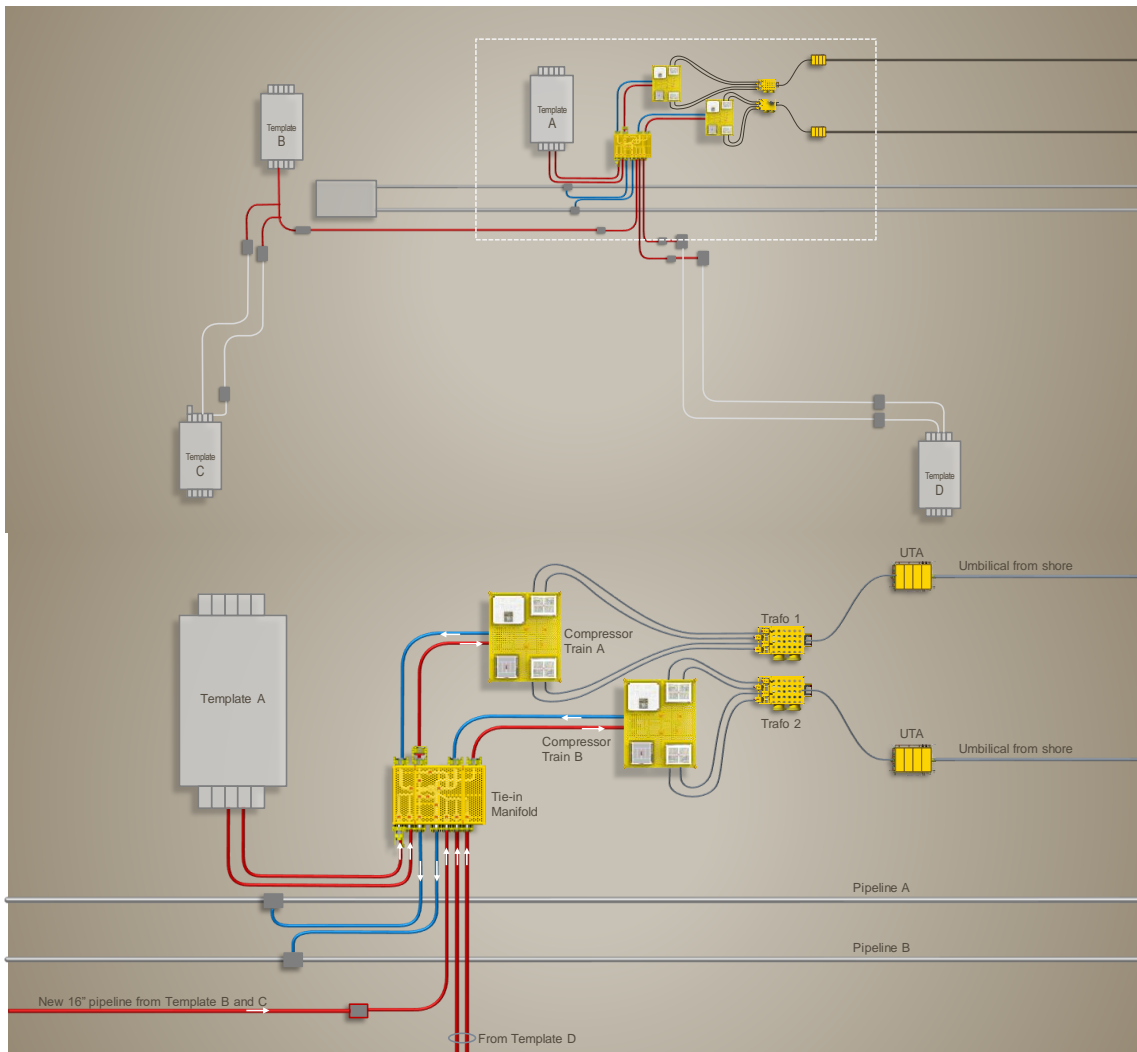 Template
A
Template
B
Template
C
Template
D
UTA
Umbilical from shore
Trafo 1
Compressor
Train A
Template A
Trafo 2
Compressor
Train B
UTA
Umbilical from shore
Tie-in
Manifold
Pipeline A
Pipeline B
New 16" pipeline from Template B and C
From Template D